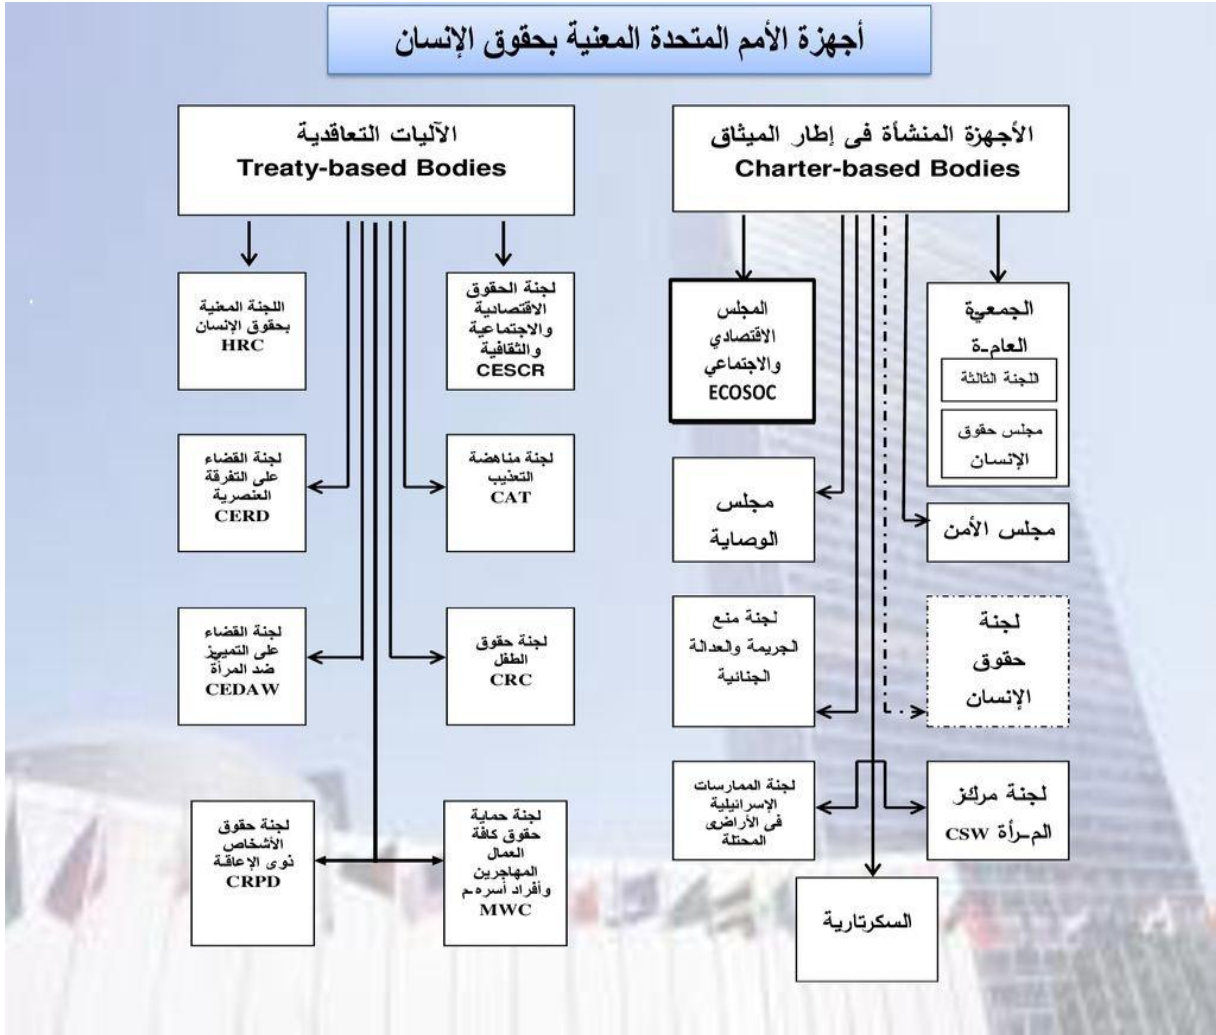 أجهزة الأمم المتحدة المعنية بحقوق الإنسان
الأجهزة المنشأة فى إطار الميثاق
Charter-based Bodies
الجمعية
العامـة
اللجنة الثالثة
مجلس حقوق
الإنسان
المجلس
الاقتصادي
والاجتماعي
ECOSOC
مجلس الأمن
مجلس
الوصاية
لجنة
حقوق
الإنسان
لجنة منع
الجريمة والعدالة
الجنائية
لجنة مركز
المـرأة CSW
لجنة الممارسات
الإسرائيلية
فى الأراضى
المحتلة
السكرتارية
الآليات التعاقدية
Treaty-based Bodies
لجنة الحقوق
الاقتصادية
والاجتماعية
والثقافية
CESCR
اللجنة المعنية
بحقوق الإنسان
HRC
لجنة مناهضة
التعذيب
CAT
لجنة القضاء
على التفرقة
العنصرية
CERD
لجنة حقوق
الطفل
CRC
لجنة القضاء
على التمييز
ضد المرأة
CEDAW
لجنة حماية
حقوق كافة
العمال
المهاجرين
وأفراد أسرهـم
MWC
لجنة حقوق
الأشخاص
ذوى الإعاقة
CRPD